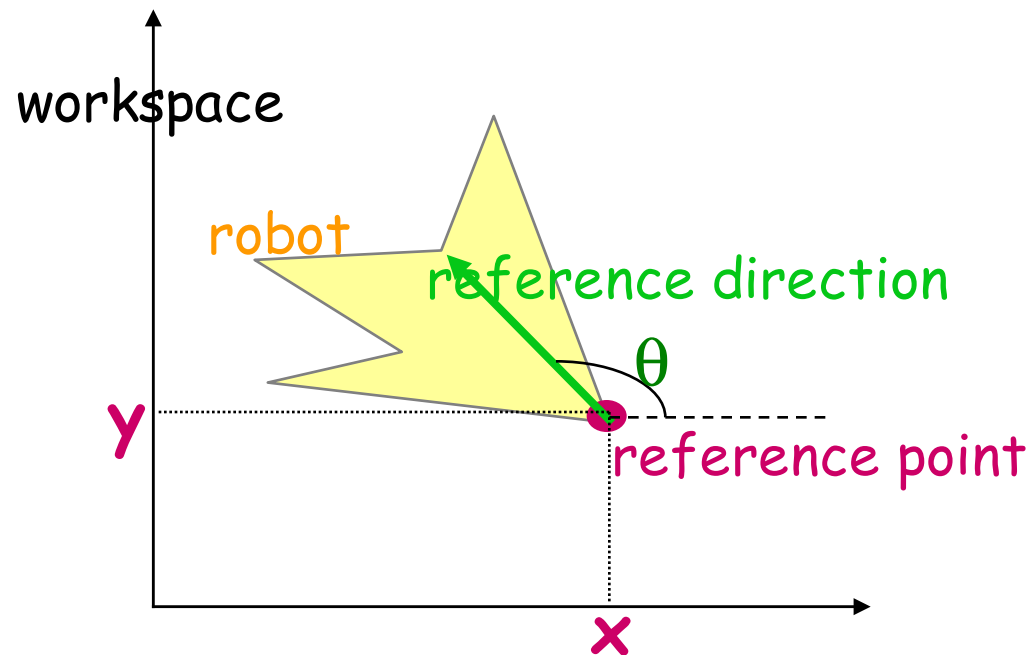 workspace
robot
reference direction
θ
y
reference point
x